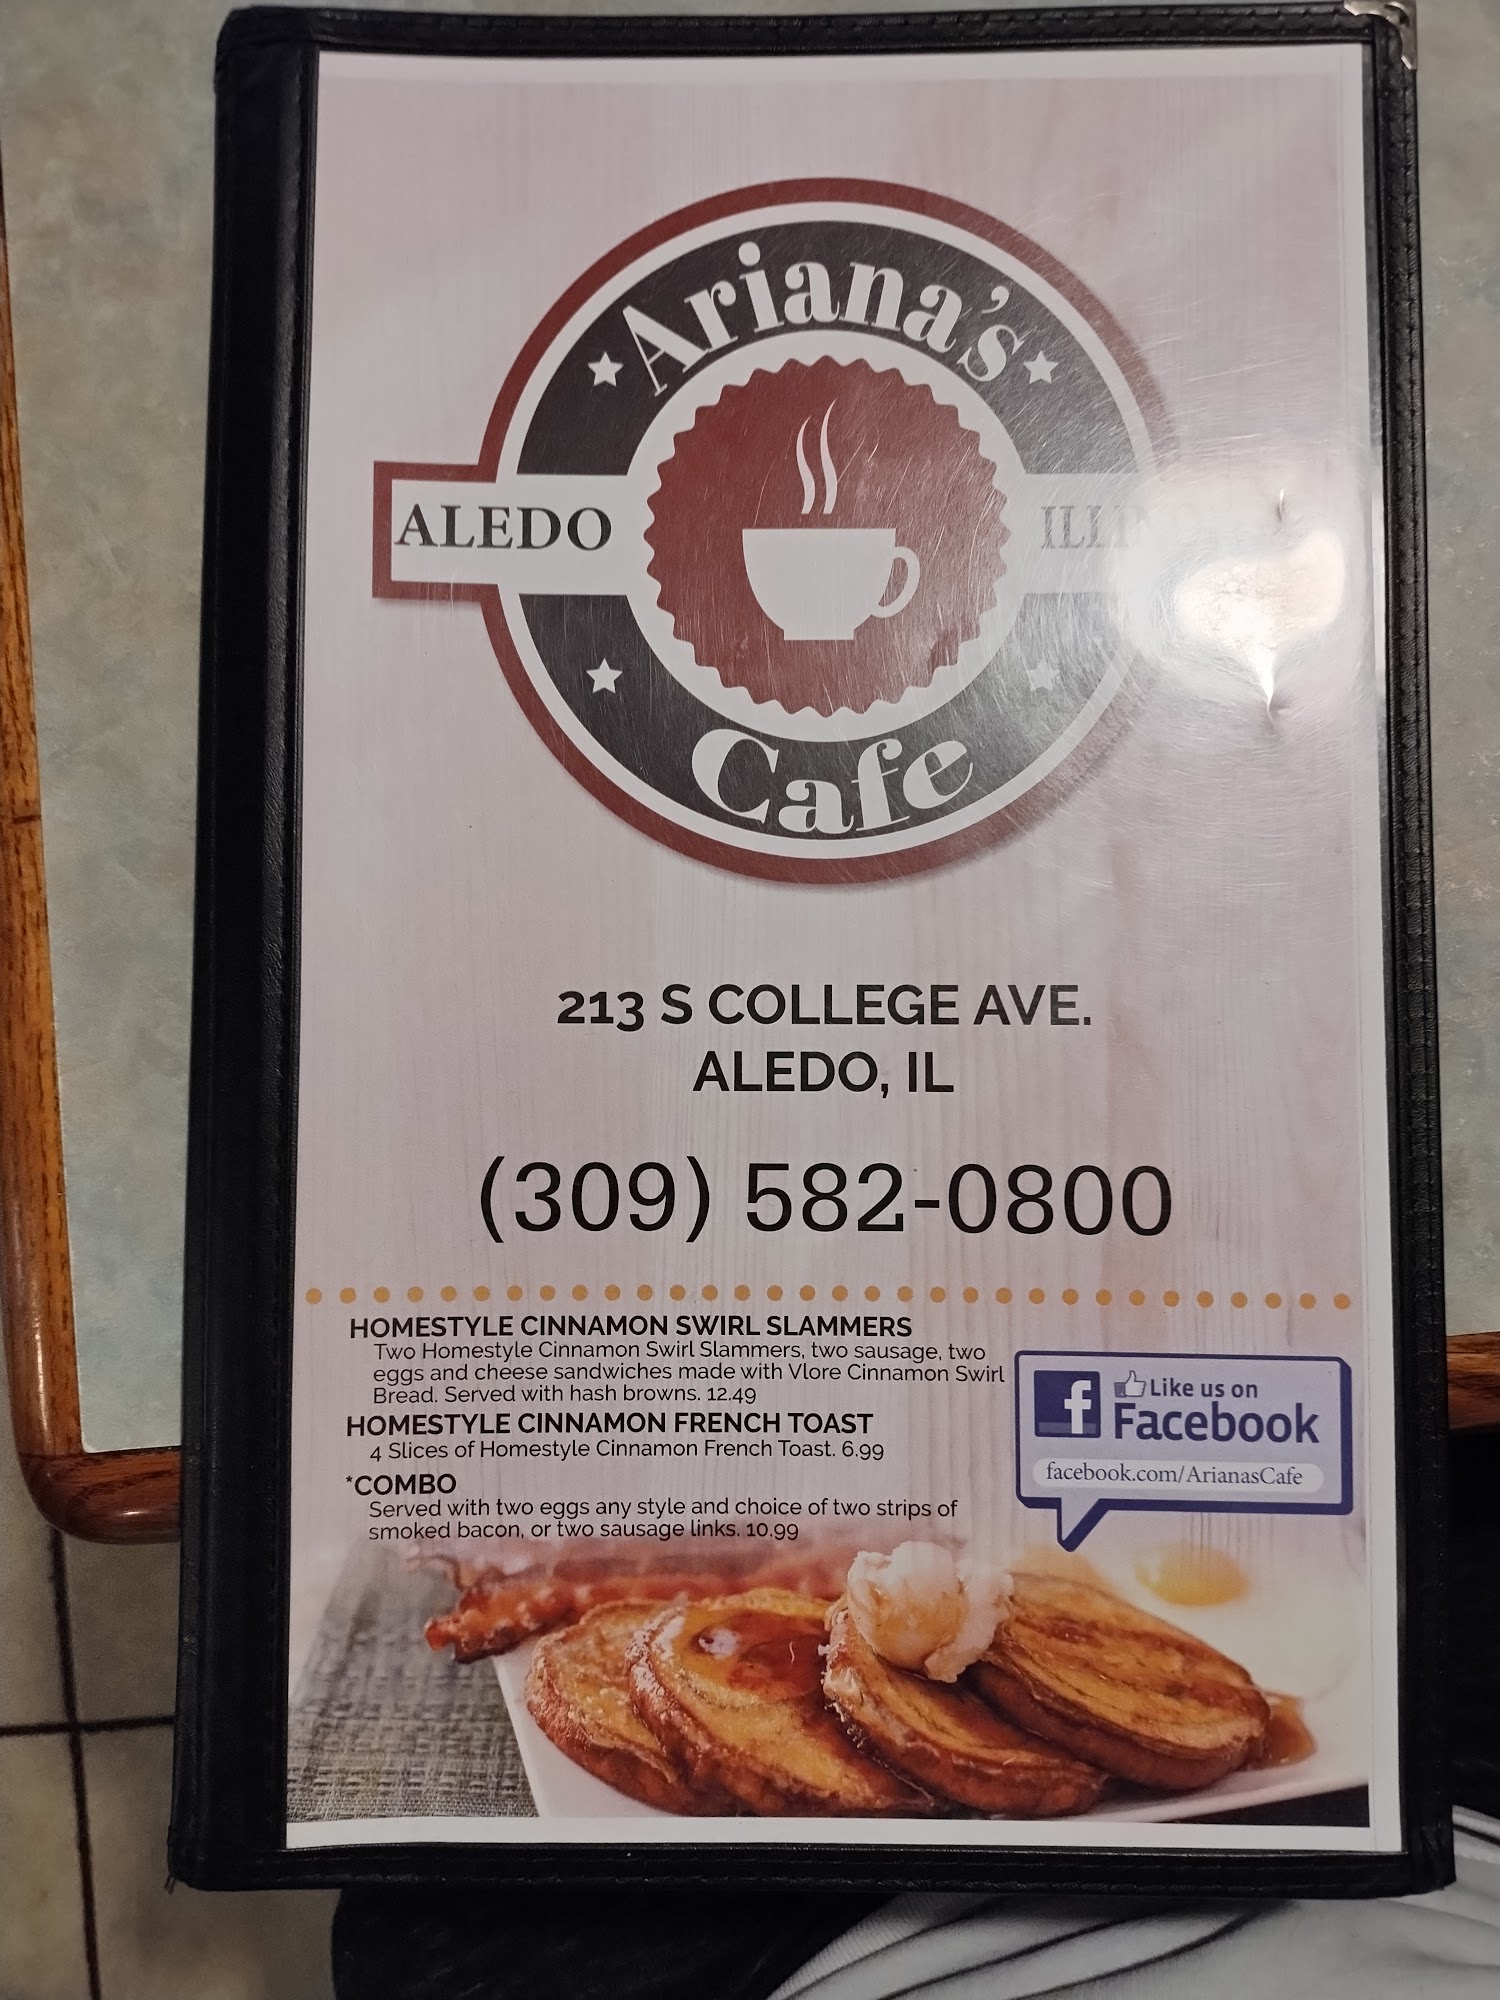 Ariana's
ALEDO
Cafe
213 S COLLEGE AVE.
ALEDO, IL
(309) 582-0800
HOMESTYLE CINNAMON SWIRL SLAMMERS
Two Homestyle Cinnamon Swirl Slammers, two sausage, two
eggs and cheese sandwiches made with Vlore Cinnamon Swirl
Bread. Served with hash browns. 12.49
HOMESTYLE CINNAMON FRENCH TOAST
4 Slices of Homestyle Cinnamon French Toast. 6.99
*COMBO
Served with two eggs any style and choice of two strips of
smoked bacon, or two sausage links. 10.99
f
Like us on
Facebook
facebook.com/ArianasCafe